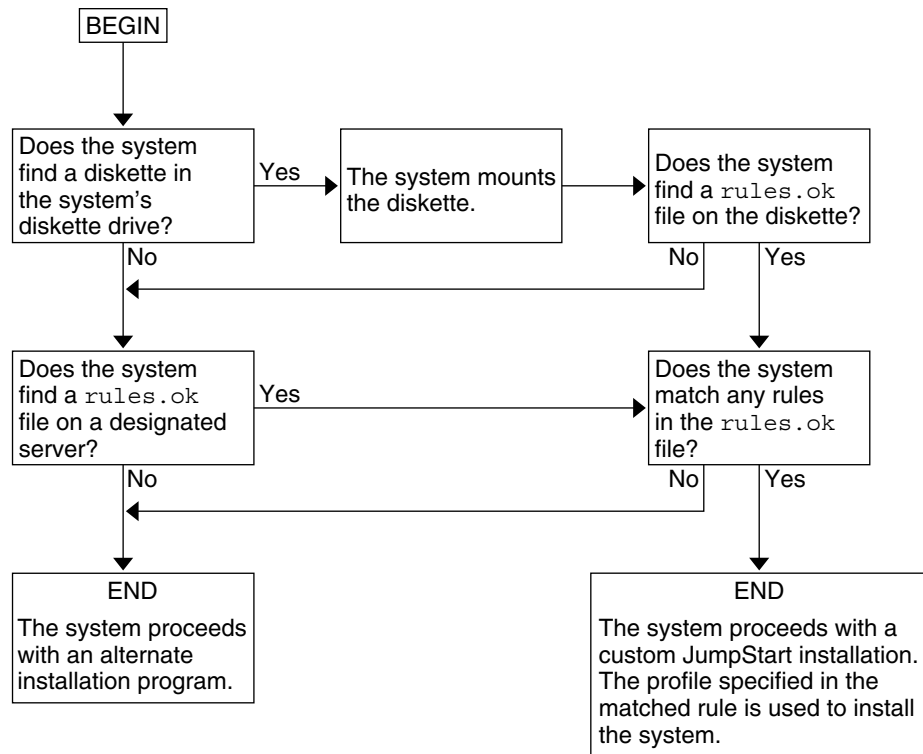 BEGIN
Does the system
find a diskette in
the system's
diskette drive?
Yes
The system mounts
the diskette.
Does the system
find a rules.ok
file on the diskette?
No
No
Yes
Does the system
find a rules.ok
file on a designated
server?
Yes
Does the system
match any rules
in the rules.ok
file?
No
No
Yes
END
The system proceeds
with an alternate
installation program.
END
The system proceeds with a
custom JumpStart installation.
The profile specified in the
matched rule is used to install
the system.